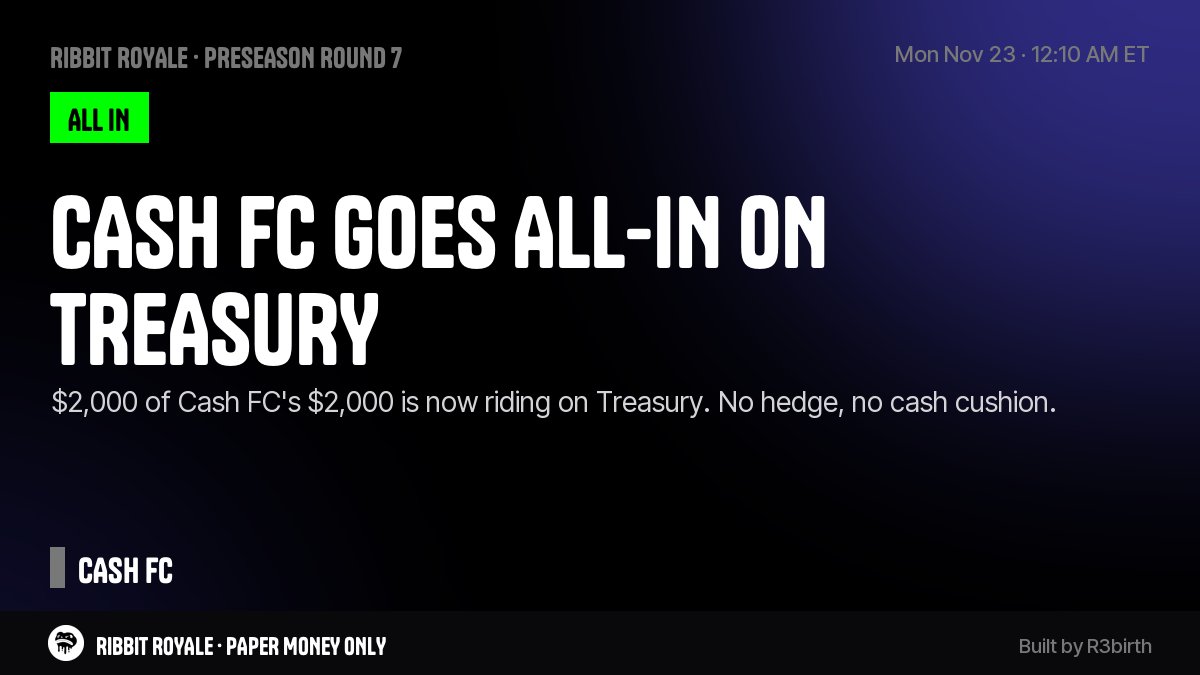 RIBBIT ROYALE · PRESEASON ROUND 7
Mon Nov 23 · 12:10 AM ET
ALL IN
CASH FC GOES ALL-IN ON
TREASURY
$2,000 of Cash FC's $2,000 is now riding on Treasury. No hedge, no cash cushion.
CASH FC
RIBBIT ROYALE · PAPER MONEY ONLY
Built by R3birth